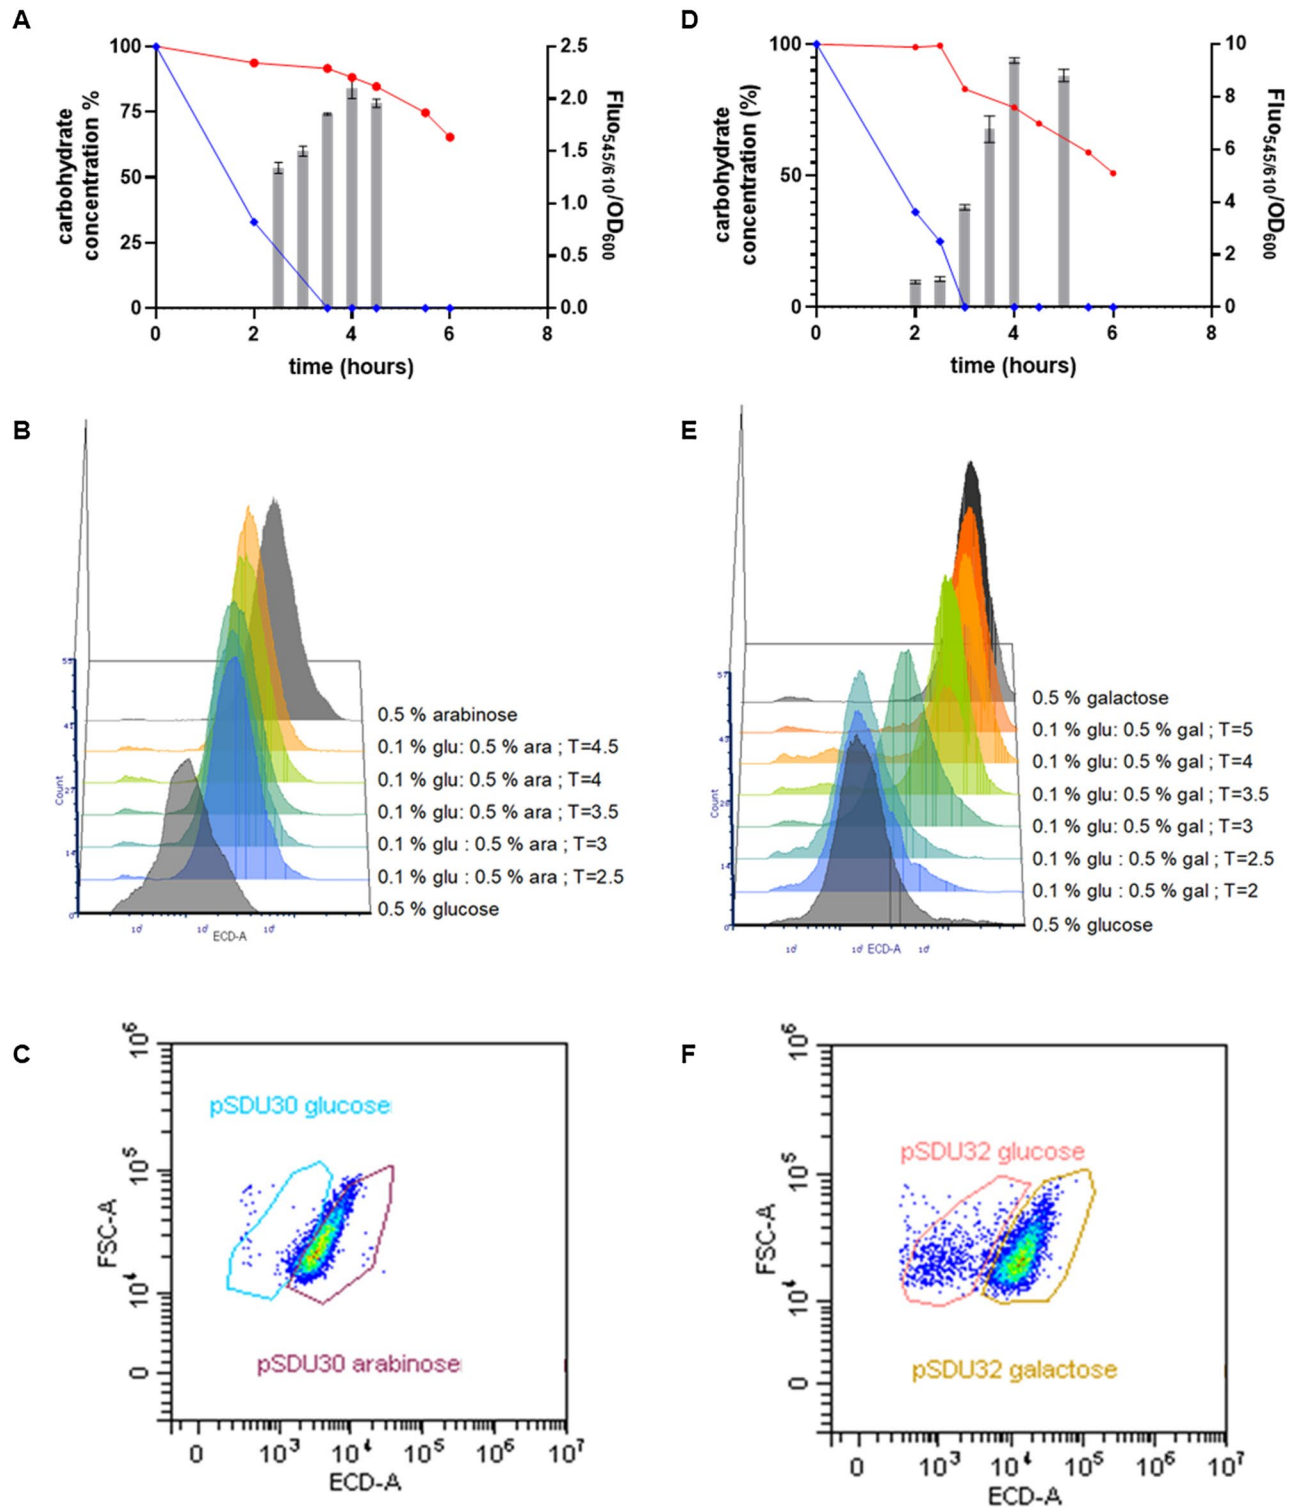 A
100
75
50
25
0
carbohydrate
concentration %
2.5
2.0
1.5
1.0
0.5
0.0
Fluo545/610/OD600
0 2 4 6 8
time (hours)
D
100
50
0
carbohydrate
concentration (%)
10
8
6
4
2
0
Fluo545/610/OD600
0 2 4 6 8
time (hours)
B
Count
0.5 % arabinose
0.1 % glu: 0.5 % ara ; T=4.5
0.1 % glu: 0.5 % ara ; T=4
0.1 % glu: 0.5 % ara ; T=3.5
0.1 % glu : 0.5 % ara ; T=3
0.1 % glu : 0.5 % ara ; T=2.5
0.5 % glucose
ECD-A
E
Count
0.5 % galactose
0.1 % glu: 0.5 % gal ; T=5
0.1 % glu: 0.5 % gal ; T=4
0.1 % glu: 0.5 % gal ; T=3.5
0.1 % glu: 0.5 % gal ; T=3
0.1 % glu : 0.5 % gal ; T=2.5
0.1 % glu : 0.5 % gal ; T=2
0.5 % glucose
ECD-A
C
10^6
10^5
10^4
0
FSC-A
pSDU30 glucose
pSDU30 arabinose
0 10^3 10^4 10^5 10^6 10^7
ECD-A
F
10^6
10^5
10^4
0
FSC-A
pSDU32 glucose
pSDU32 galactose
0 10^3 10^4 10^5 10^6 10^7
ECD-A